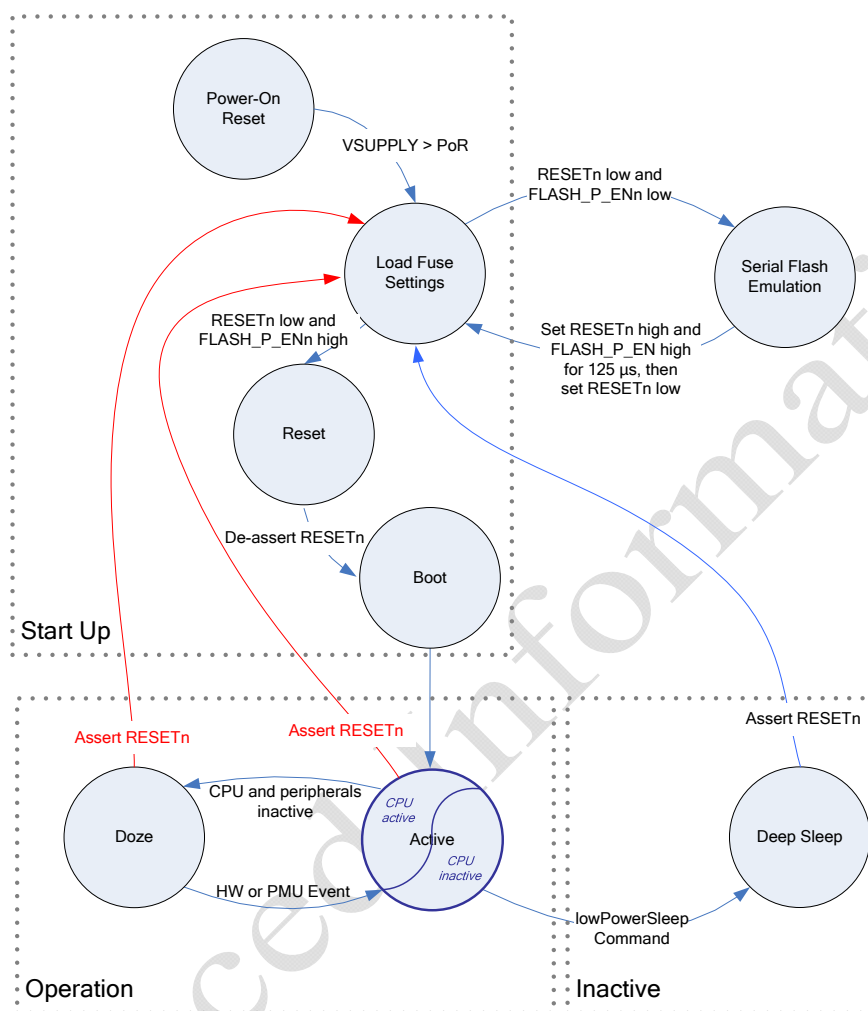 Power-On
Reset
VSUPPLY > PoR
RESETn low and
FLASH_P_ENn low
Load Fuse
Settings
Serial Flash
Emulation
RESETn low and
FLASH_P_ENn high
Set RESETn high and
FLASH_P_EN high
for 125 µs, then
set RESETn low
Reset
De-assert RESETn
Boot
Start Up
Assert RESETn
Assert RESETn
Assert RESETn
CPU and peripherals
inactive
CPU
active
Doze
Active
CPU
inactive
Deep Sleep
HW or PMU Event
lowPowerSleep
Command
Operation
Inactive
ced Informati